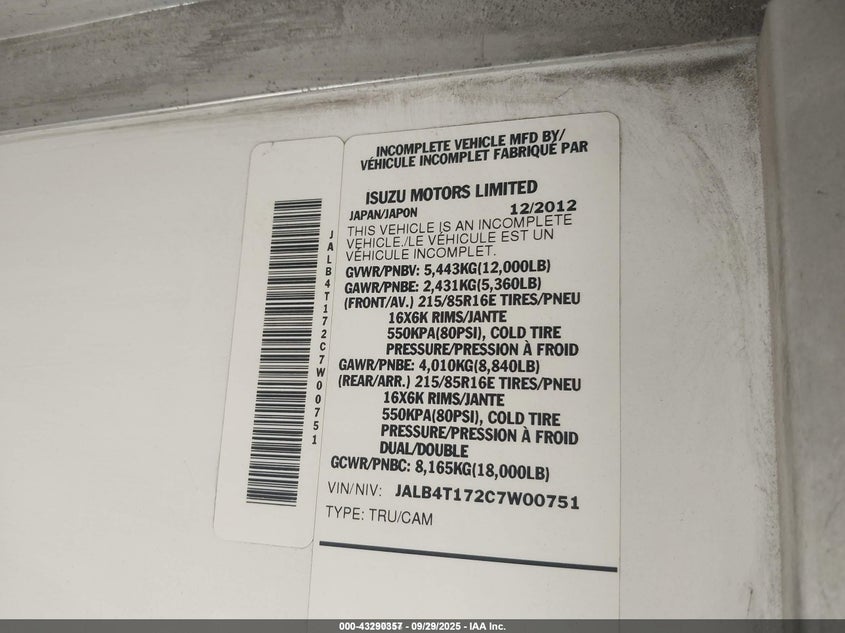 INCOMPLETE VEHICLE MFD BY/
VÉHICULE INCOMPLET FABRIQUÉ PAR
ISUZU MOTORS LIMITED
JAPAN/JAPON 12/2012
THIS VEHICLE IS AN INCOMPLETE
VEHICLE./LE VÉHICULE EST UN
VÉHICULE INCOMPLET.
GVWR/PNBV: 5,443KG(12,000LB)
GAWR/PNBE: 2,431KG(5,360LB)
(FRONT/AV.) 215/85R16E TIRES/PNEU
16X6K RIMS/JANTE
550KPA(80PSI), COLD TIRE
PRESSURE/PRESSION À FROID
GAWR/PNBE: 4,010KG(8,840LB)
(REAR/ARR.) 215/85R16E TIRES/PNEU
16X6K RIMS/JANTE
550KPA(80PSI), COLD TIRE
PRESSURE/PRESSION À FROID
DUAL/DOUBLE
GCWR/PNBC: 8,165KG(18,000LB)
VIN/NIV: JALB4T172C7W00751
TYPE: TRU/CAM
JALB4T172C7W00751
000-43290357 - 09/29/2025 - IAA Inc.